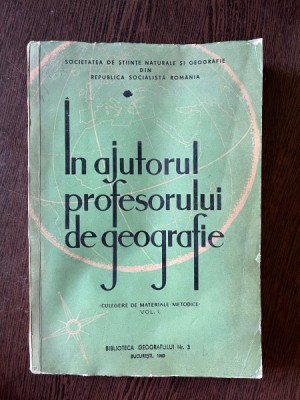 SOCIETATEA DE ȘTIINȚE NATURALE ȘI GEOGRAFIE
DIN
REPUBLICA SOCIALISTĂ ROMÂNIA
În ajutorul
profesorului
de geografie
-CULEGERE DE MATERIALE METODICE-
VOL. I
BIBLIOTECA GEOGRAFULUI Nr. 3
BUCUREȘTI,